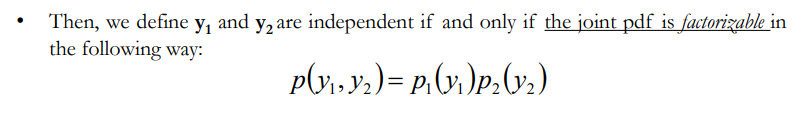 • Then, we define y₁ and y₂ are independent if and only if the joint pdf is factorizable in
the following way:
p(y₁, y₂) = p₁(y₁)p₂(y₂)